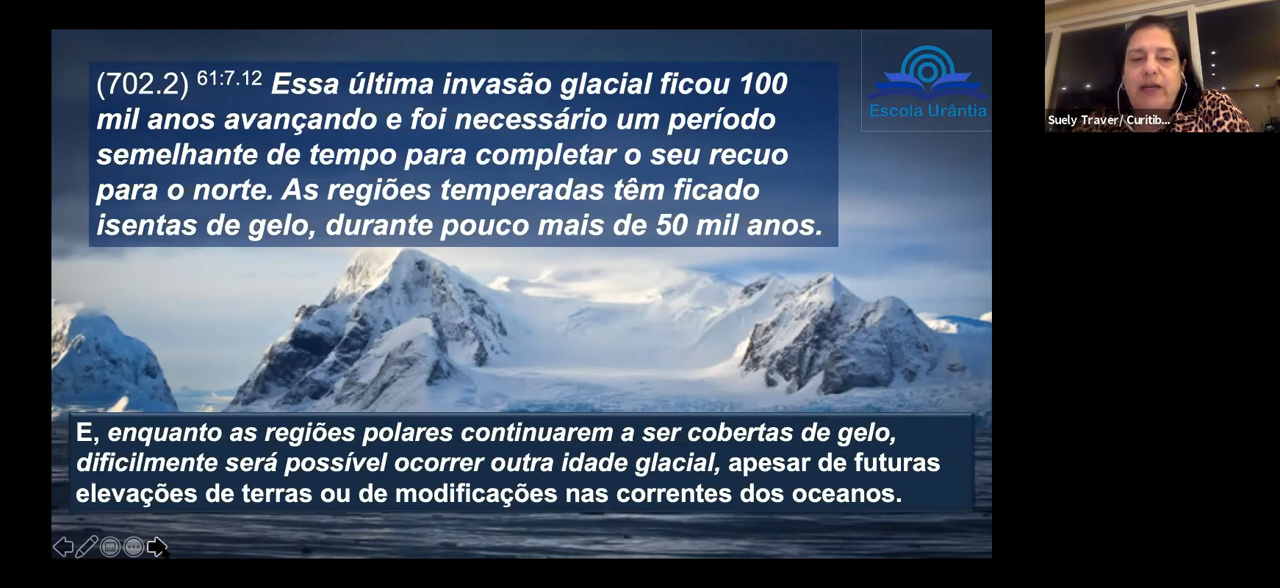 (702.2) 61:7.12 Essa última invasão glacial ficou 100
mil anos avançando e foi necessário um período
semelhante de tempo para completar o seu recuo
para o norte. As regiões temperadas têm ficado
isentas de gelo, durante pouco mais de 50 mil anos.
Escola Urântia
Suely Traver/ Curitib...
E, enquanto as regiões polares continuarem a ser cobertas de gelo,
dificilmente será possível ocorrer outra idade glacial, apesar de futuras
elevações de terras ou de modificações nas correntes dos oceanos.